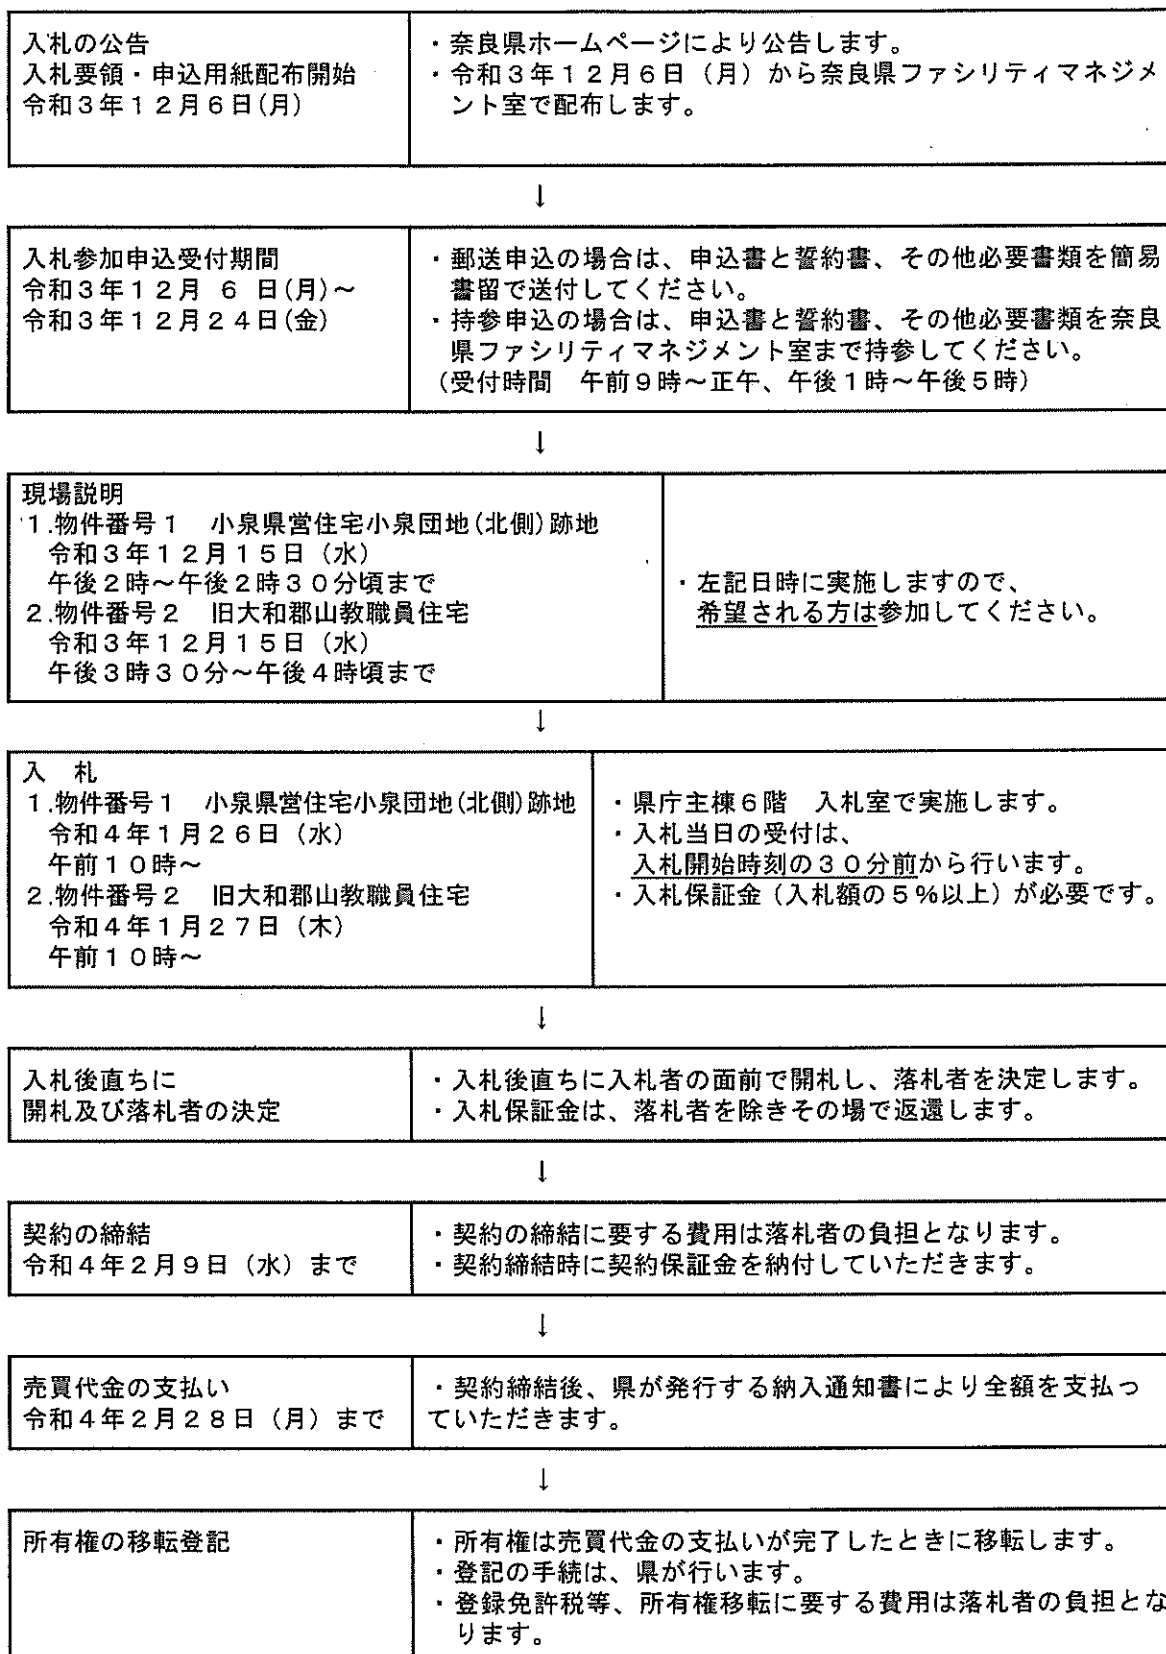 入札の公告
入札要領・申込用紙配布開始
令和３年１２月６日(月)
・奈良県ホームページにより公告します。
・令和３年１２月６日（月）から奈良県ファシリティマネジメ
ント室で配布します。
↓
入札参加申込受付期間
令和３年１２月 ６ 日(月)～
令和３年１２月２４日(金)
・郵送申込の場合は、申込書と誓約書、その他必要書類を簡易
書留で送付してください。
・持参申込の場合は、申込書と誓約書、その他必要書類を奈良
県ファシリティマネジメント室まで持参してください。
（受付時間　午前９時～正午、午後１時～午後５時）
↓
現場説明
１.物件番号１　小泉県営住宅小泉団地(北側)跡地
令和３年１２月１５日（水）
午後２時～午後２時３０分頃まで
２.物件番号２　旧大和郡山教職員住宅
令和３年１２月１５日（水）
午後３時３０分～午後４時頃まで
・左記日時に実施しますので、
希望される方は参加してください。
↓
入　札
１.物件番号１　小泉県営住宅小泉団地(北側)跡地
令和４年１月２６日（水）
午前１０時～
２.物件番号２　旧大和郡山教職員住宅
令和４年１月２７日（木）
午前１０時～
・県庁主棟６階　入札室で実施します。
・入札当日の受付は、
入札開始時刻の３０分前から行います。
・入札保証金（入札額の５％以上）が必要です。
↓
入札後直ちに
開札及び落札者の決定
・入札後直ちに入札者の面前で開札し、落札者を決定します。
・入札保証金は、落札者を除きその場で返還します。
↓
契約の締結
令和４年２月９日（水）まで
・契約の締結に要する費用は落札者の負担となります。
・契約締結時に契約保証金を納付していただきます。
↓
売買代金の支払い
令和４年２月２８日（月）まで
・契約締結後、県が発行する納入通知書により全額を支払っ
ていただきます。
↓
所有権の移転登記
・所有権は売買代金の支払いが完了したときに移転します。
・登記の手続は、県が行います。
・登録免許税等、所有権移転に要する費用は落札者の負担とな
ります。